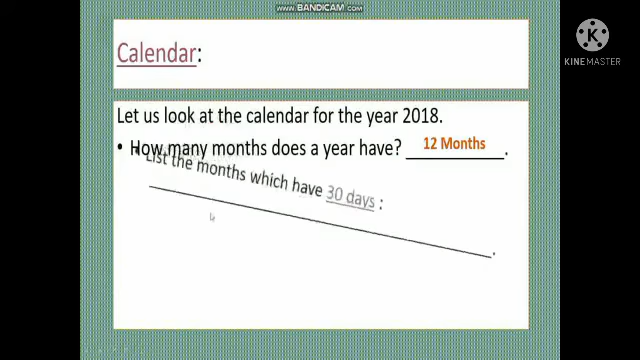 WWW.BANDICAM.COM
K
KINEMASTER
Calendar:
Let us look at the calendar for the year 2018.
• How many months does a year have? 12 Months.
List the months which have 30 days :
.